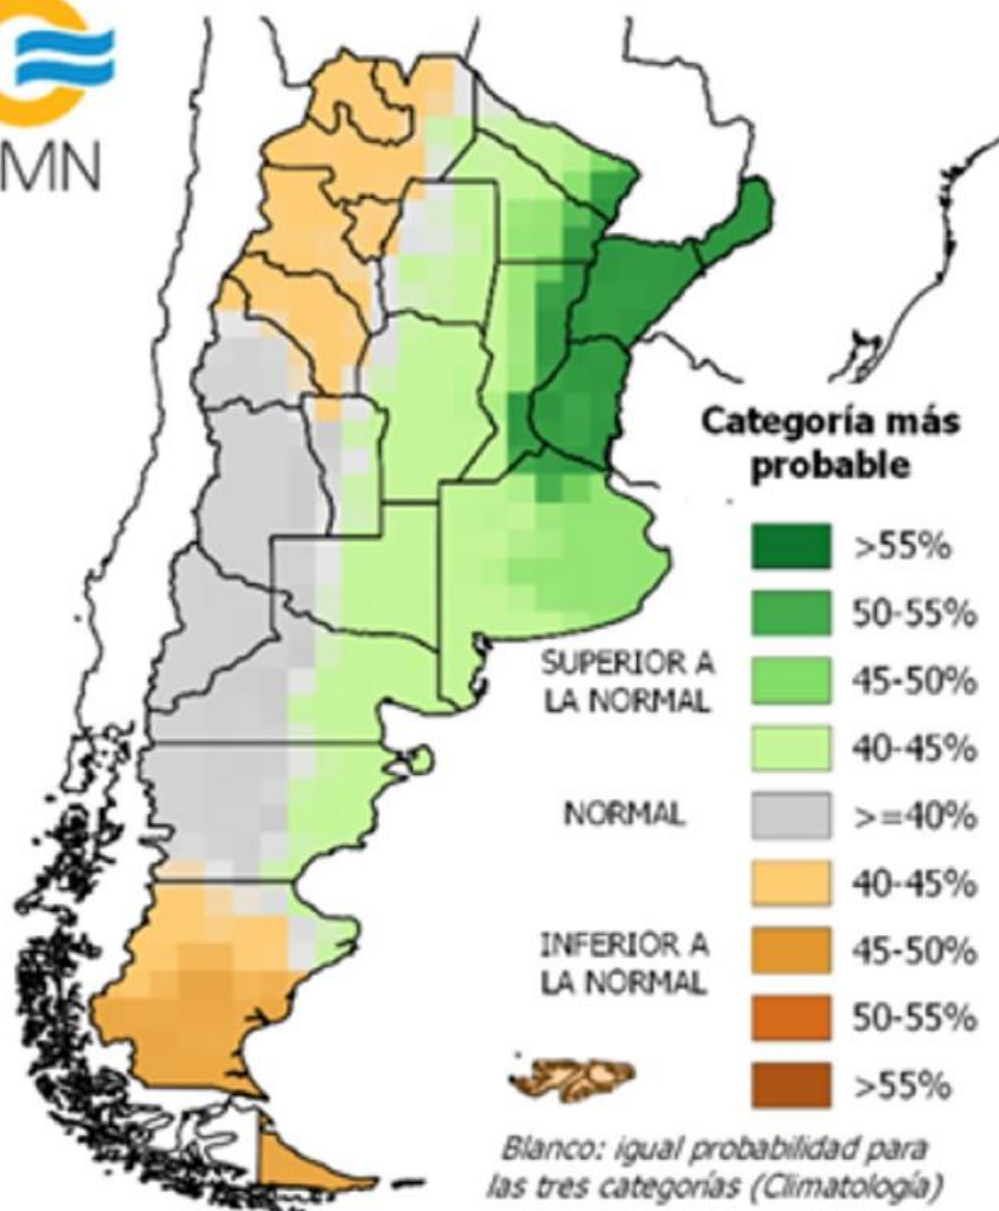 MN
Categoría más
probable
>55%
50-55%
SUPERIOR A
LA NORMAL
45-50%
40-45%
NORMAL
>=40%
40-45%
INFERIOR A
LA NORMAL
45-50%
50-55%
>55%
Blanco: igual probabilidad para
las tres categorías (Climatología)